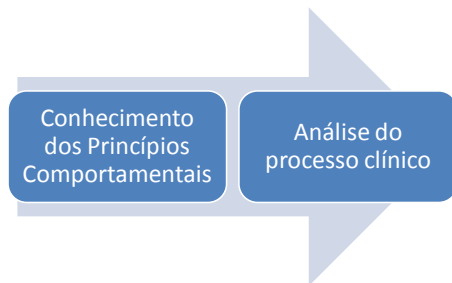 Conhecimento
dos Princípios
Comportamentais
Análise do
processo clínico